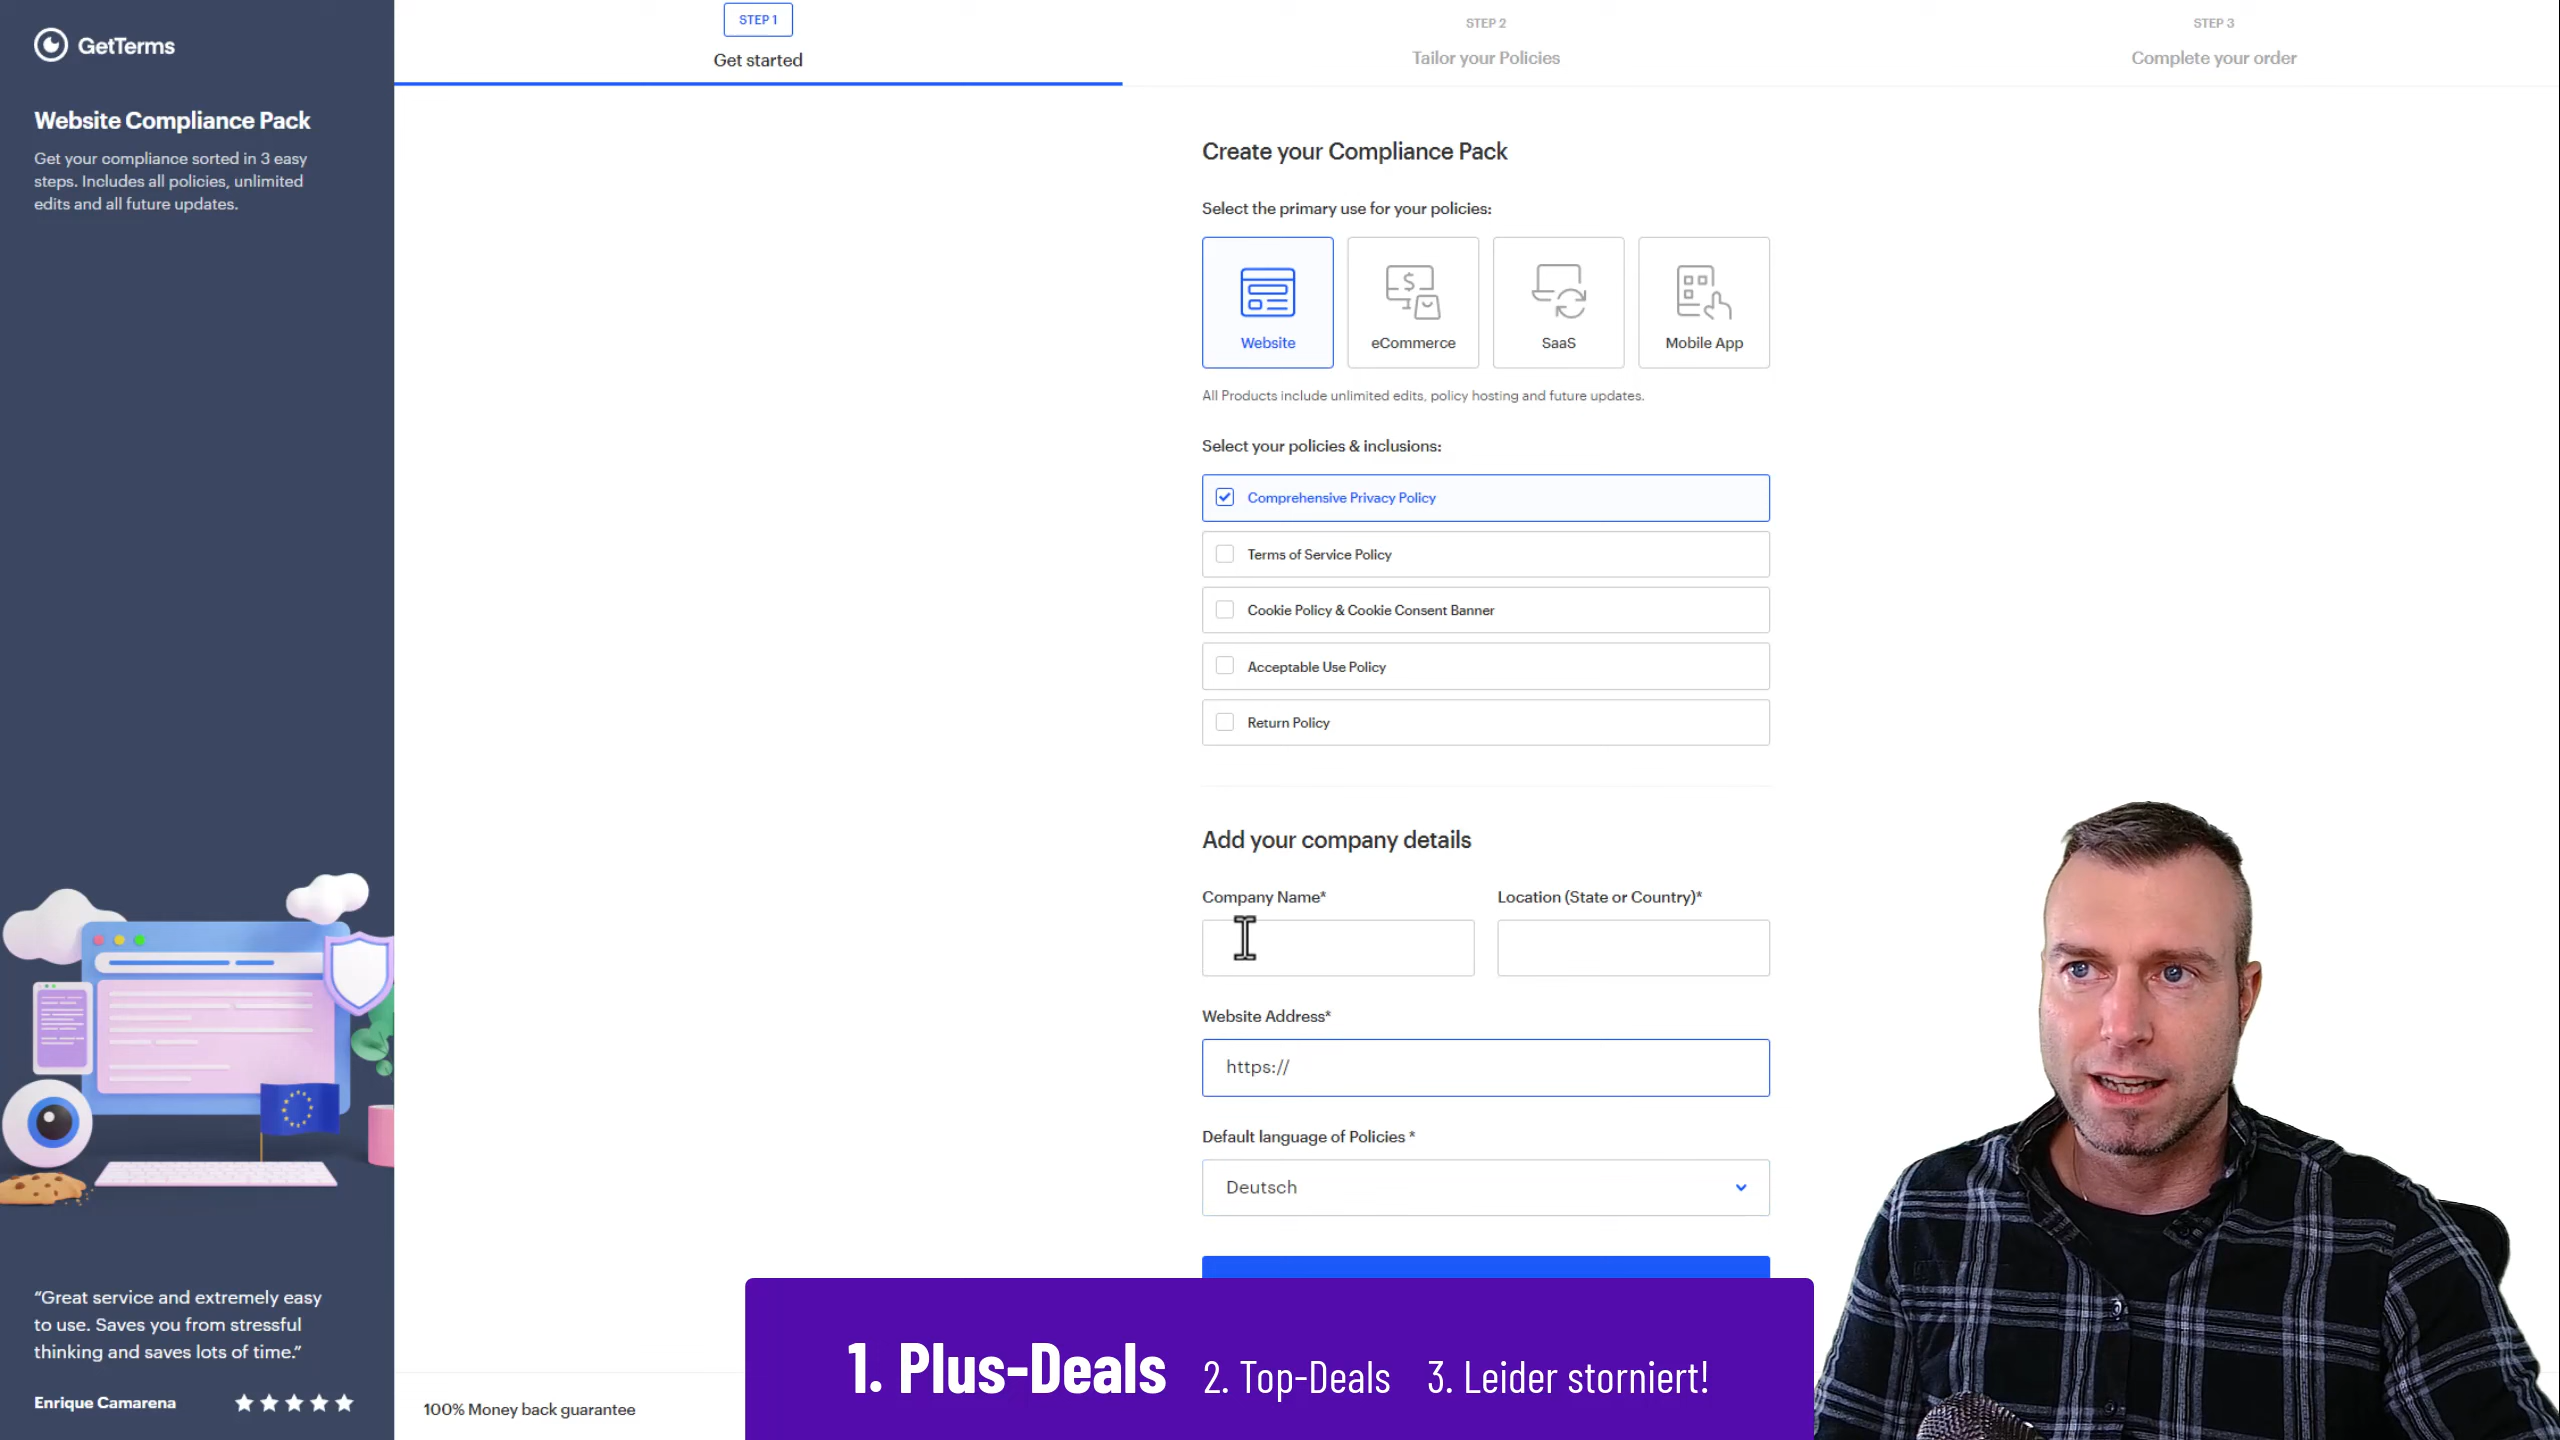 GetTerms
Website Compliance Pack
Get your compliance sorted in 3 easy
steps. Includes all policies, unlimited
edits and all future updates.
“Great service and extremely easy
to use. Saves you from stressful
thinking and saves lots of time.”
Enrique Camarena
STEP 1
Get started
STEP 2
Tailor your Policies
STEP 3
Complete your order
Create your Compliance Pack
Select the primary use for your policies:
Website
eCommerce
SaaS
Mobile App
All Products include unlimited edits, policy hosting and future updates.
Select your policies & inclusions:
Comprehensive Privacy Policy
Terms of Service Policy
Cookie Policy & Cookie Consent Banner
Acceptable Use Policy
Return Policy
Add your company details
Company Name*
Location (State or Country)*
Website Address*
https://
Default language of Policies *
Deutsch
100% Money back guarantee
1. Plus-Deals 2. Top-Deals 3. Leider storniert!